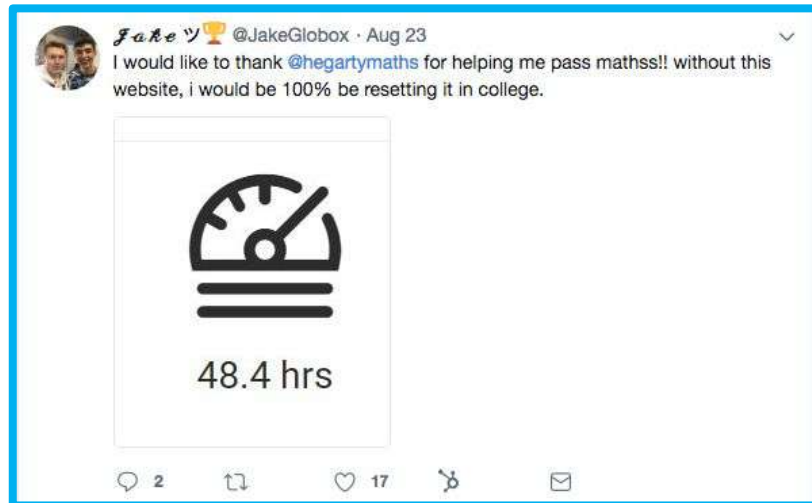 𝓙𝓪𝓴𝓮 ツ🏆 @JakeGlobox · Aug 23
I would like to thank @hegartymaths for helping me pass mathss!! without this
website, i would be 100% be resetting it in college.
48.4 hrs
2 17